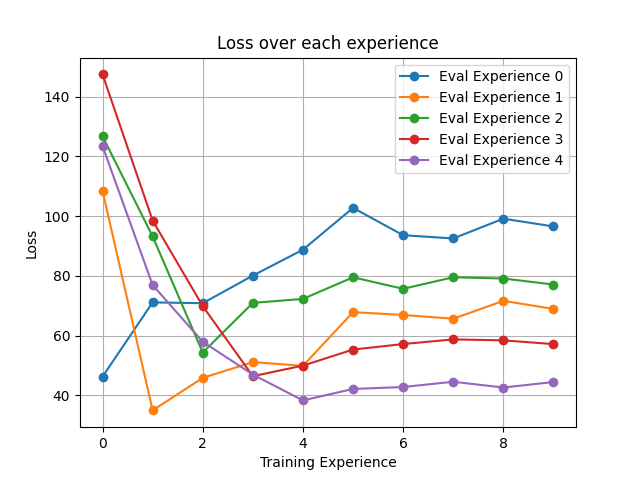 Loss over each experience
Eval Experience 0
Eval Experience 1
Eval Experience 2
Eval Experience 3
Eval Experience 4
Loss
140
120
100
80
60
40
0 2 4 6 8
Training Experience